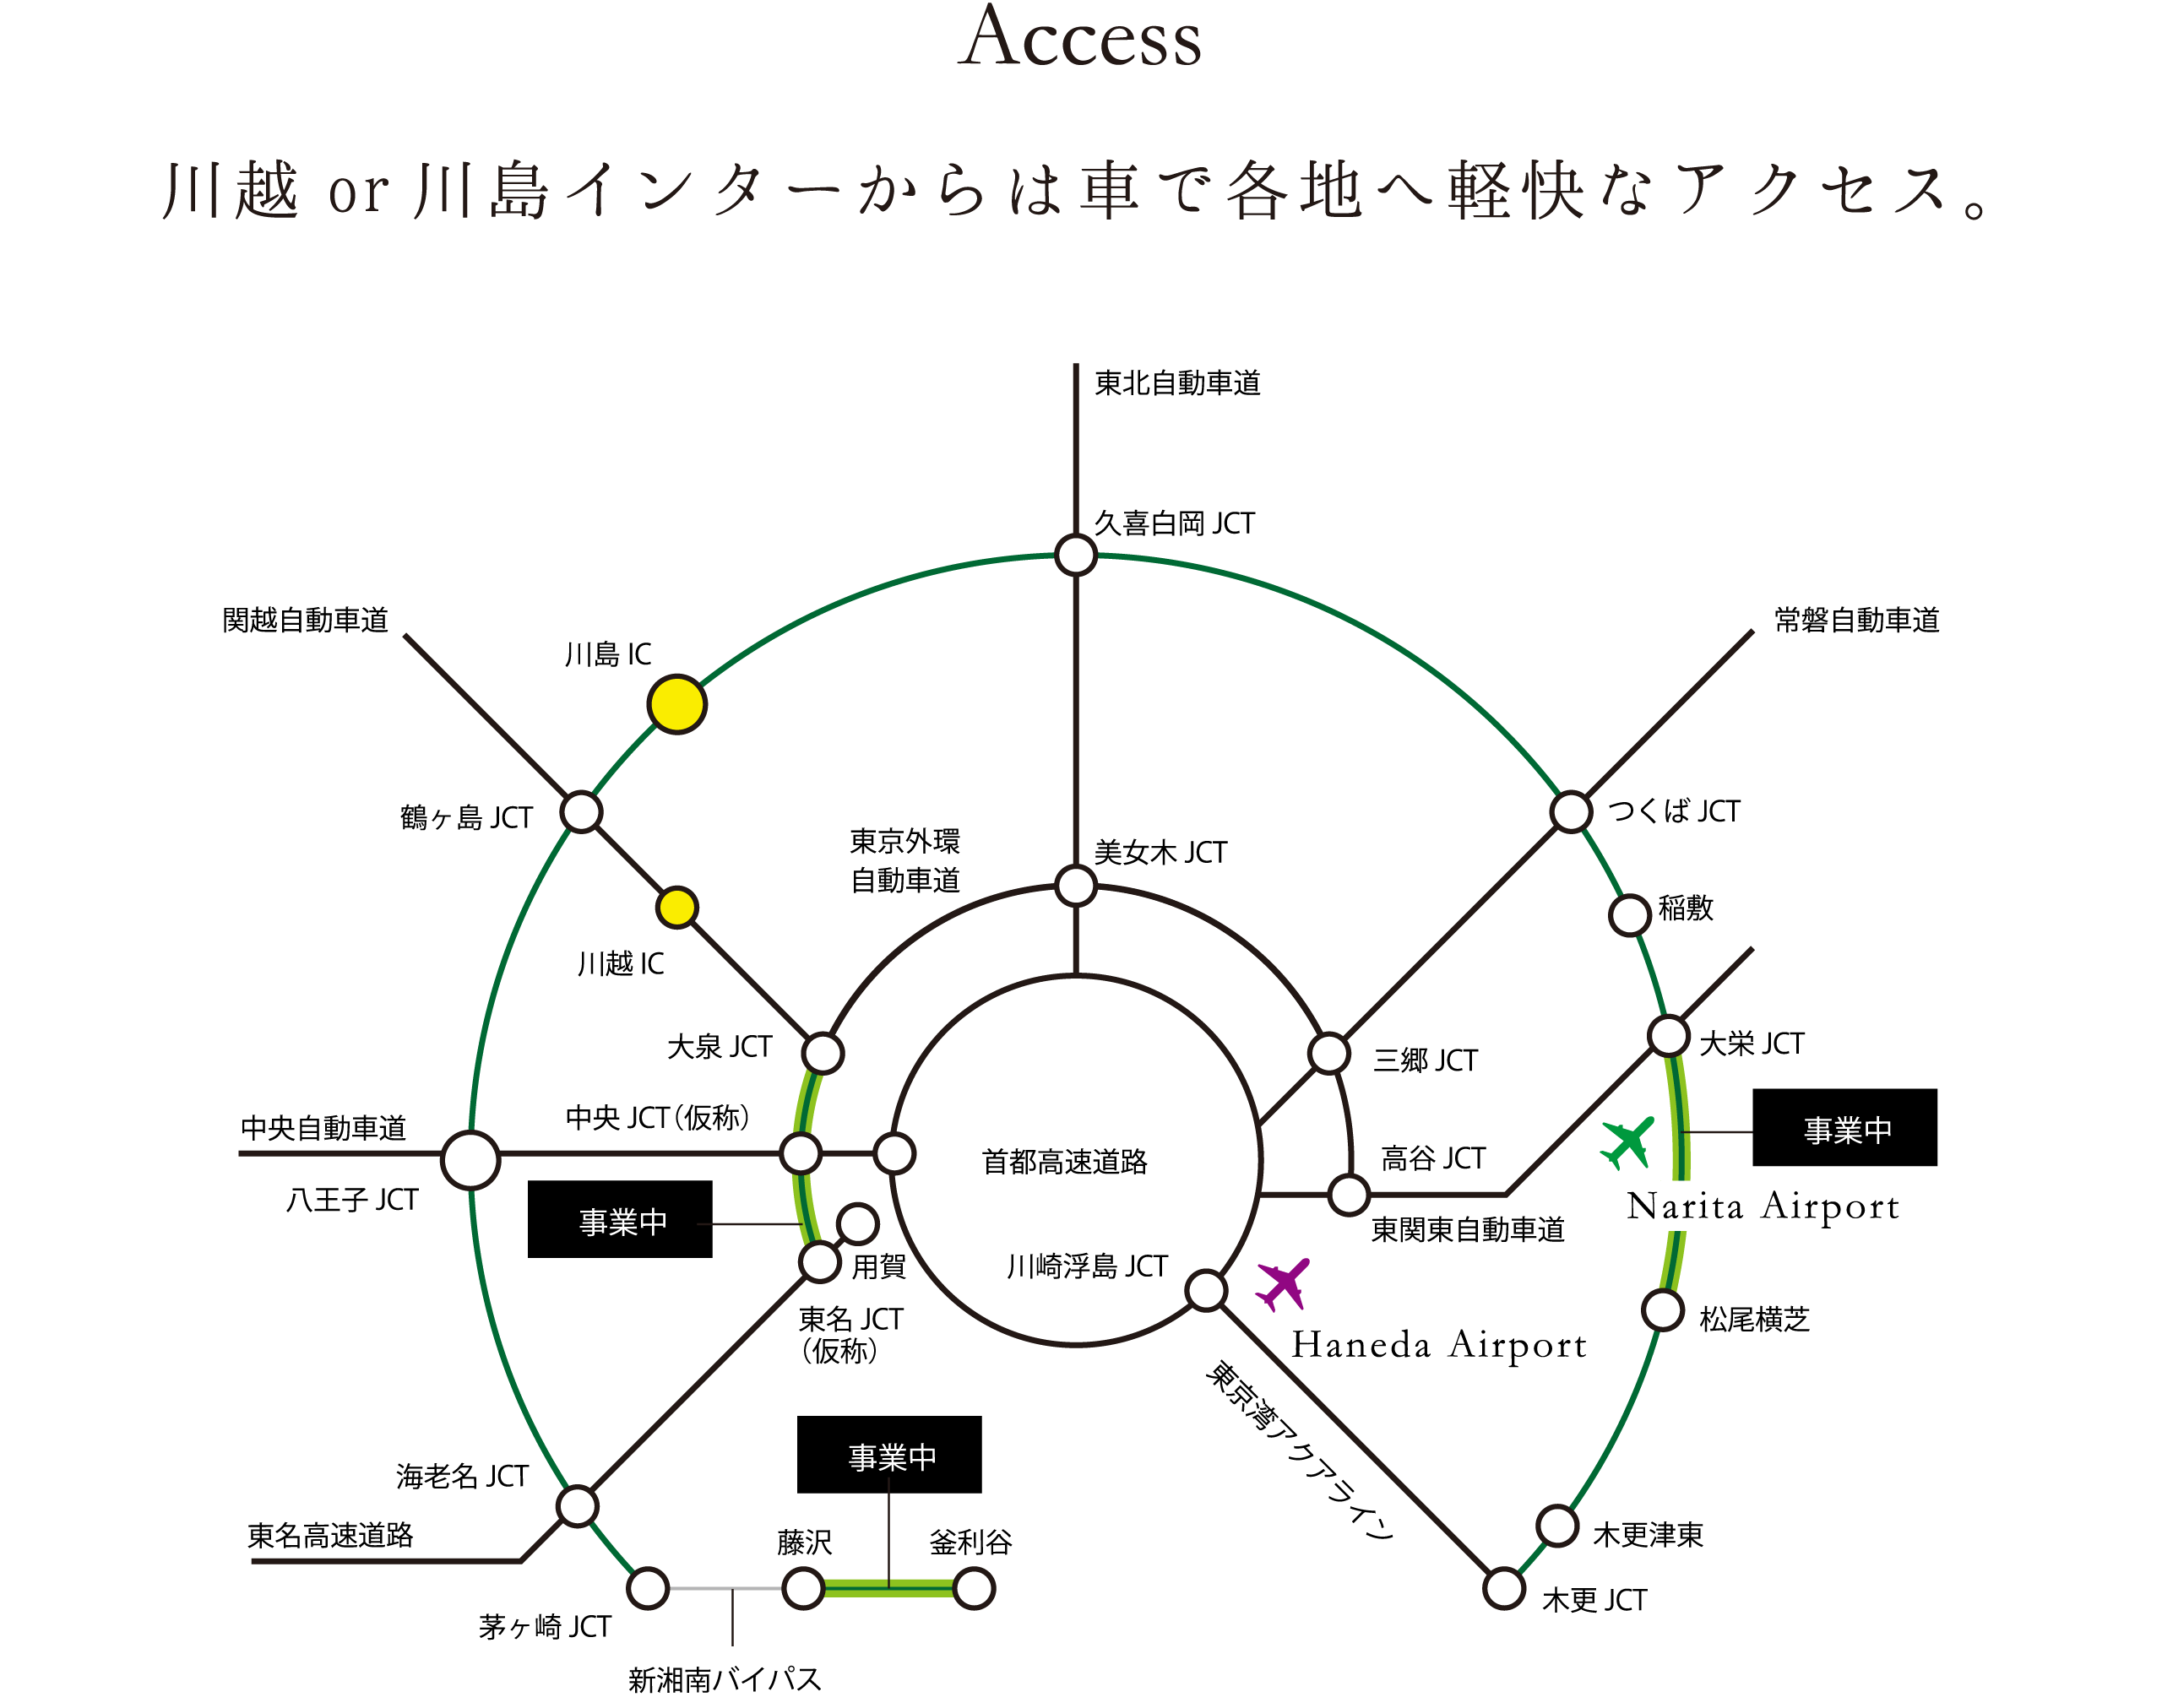 Access
川越 or 川島インターからは車で各地へ軽快なアクセス。
東北自動車道
久喜白岡 JCT
関越自動車道
常磐自動車道
川島 IC
鶴ヶ島 JCT
つくば JCT
東京外環
自動車道
美女木 JCT
稲敷
川越 IC
大泉 JCT
三郷 JCT
大栄 JCT
中央自動車道
中央 JCT（仮称）
事業中
首都高速道路
高谷 JCT
八王子 JCT
事業中
Narita Airport
東関東自動車道
用賀
川崎浮島 JCT
東名 JCT
（仮称）
松尾横芝
Haneda Airport
東京湾アクアライン
事業中
海老名 JCT
東名高速道路
藤沢
釜利谷
木更津東
木更 JCT
茅ヶ崎 JCT
新湘南バイパス